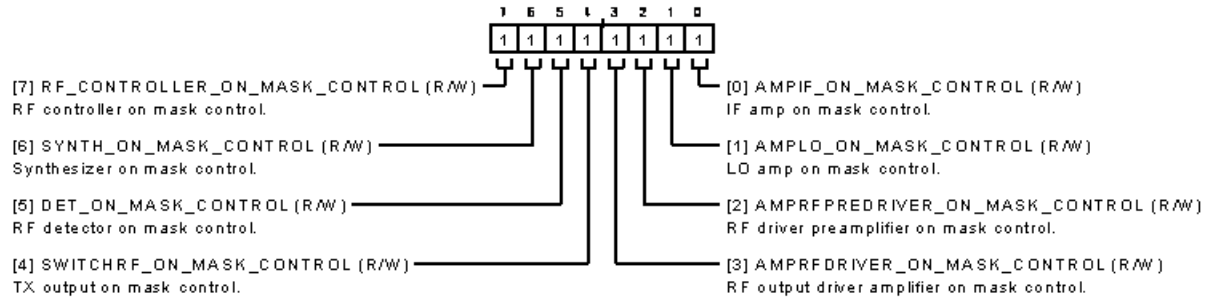 7 6 5 4 3 2 1 0
1 1 1 1 1 1 1 1
[7] RF_CONTROLLER_ON_MASK_CONTROL (R/W)
RF controller on mask control.
[6] SYNTH_ON_MASK_CONTROL (R/W)
Synthesizer on mask control.
[5] DET_ON_MASK_CONTROL (R/W)
RF detector on mask control.
[4] SWITCHRF_ON_MASK_CONTROL (R/W)
TX output on mask control.
[0] AMPIF_ON_MASK_CONTROL (R/W)
IF amp on mask control.
[1] AMPLO_ON_MASK_CONTROL (R/W)
LO amp on mask control.
[2] AMPRFPREDRIVER_ON_MASK_CONTROL (R/W)
RF driver preamplifier on mask control.
[3] AMPRFDRIVER_ON_MASK_CONTROL (R/W)
RF output driver amplifier on mask control.